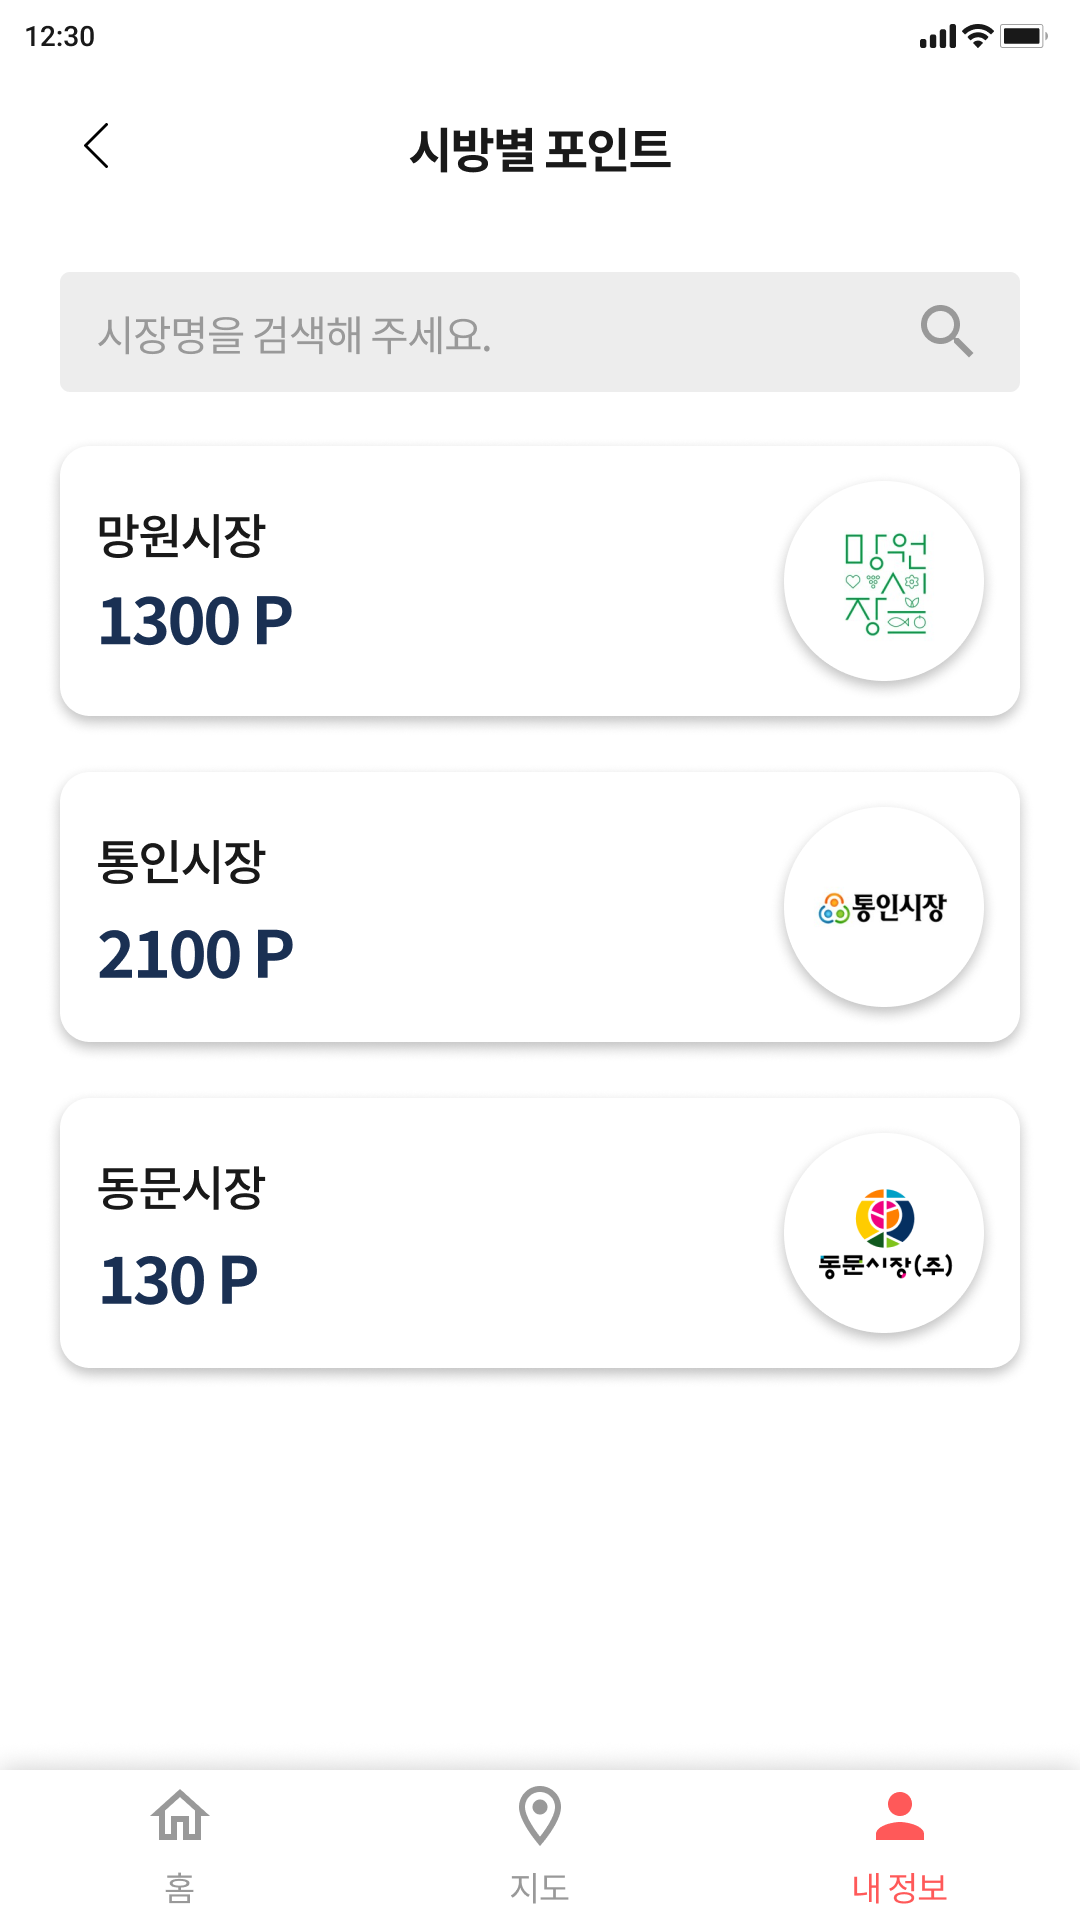 12:30
시방별 포인트
시장명을 검색해 주세요.
망원시장
1300 P
망원
시
장
통인시장
2100 P
통인시장
동문시장
130 P
동문시장(주)
홈
지도
내 정보